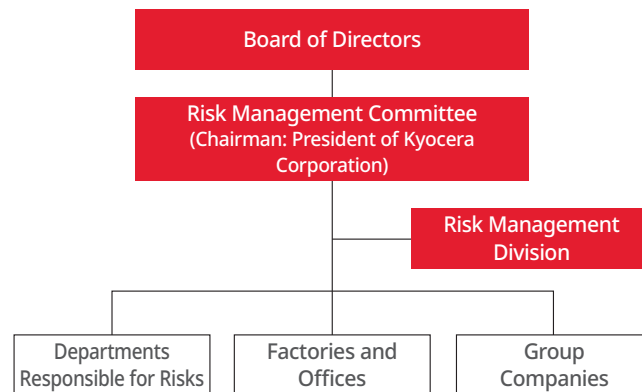 Board of Directors
Risk Management Committee
(Chairman: President of Kyocera
Corporation)
Risk Management
Division
Departments
Responsible for Risks
Factories and
Offices
Group
Companies